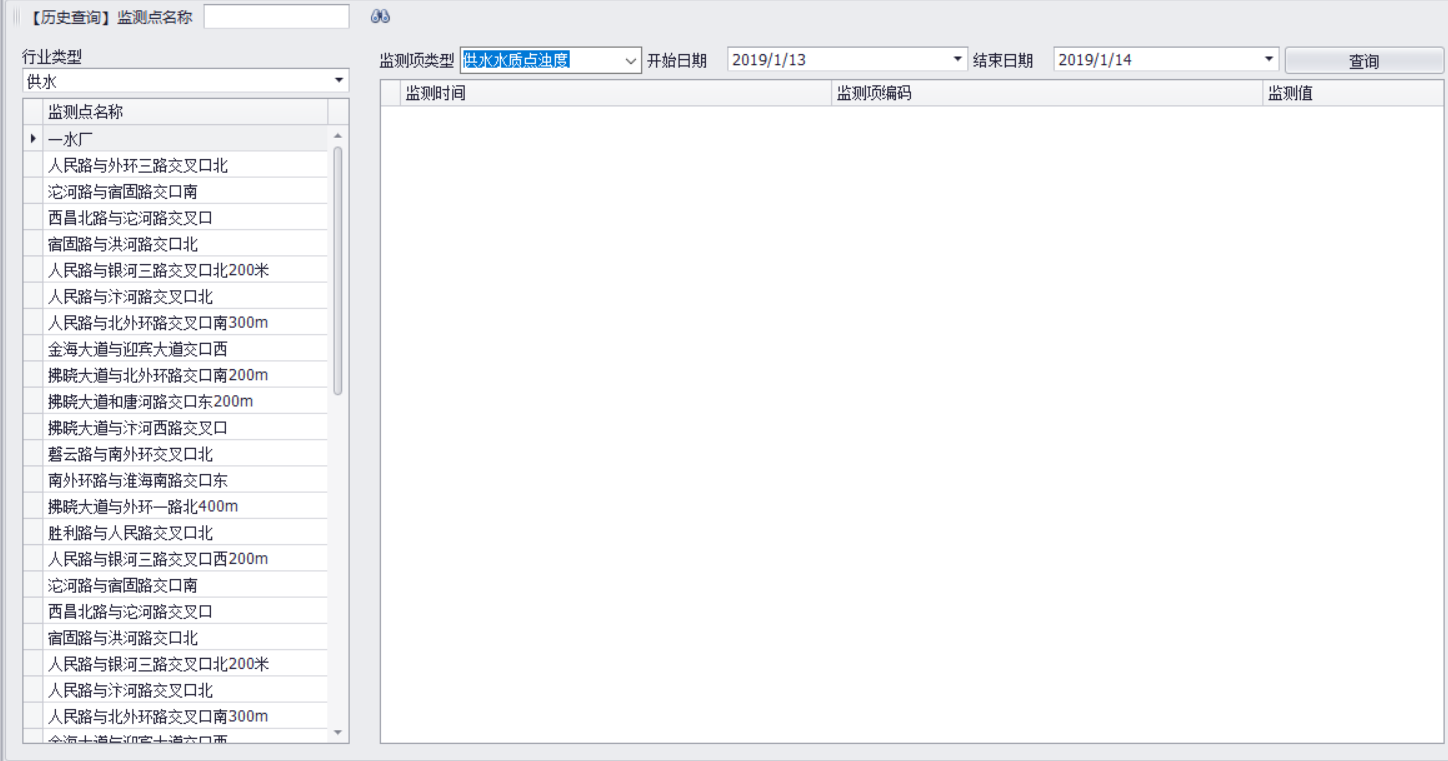 【历史查询】监测点名称
行业类型
供水
监测点名称
一水厂
人民路与外环三路交叉口北
沱河路与宿固路交口南
西昌北路与沱河路交叉口
宿固路与洪河路交口北
人民路与银河三路交叉口北200米
人民路与汴河路交叉口北
人民路与北外环路交叉口南300m
金海大道与迎宾大道交口西
拂晓大道与北外环路交口南200m
拂晓大道和唐河路交口东200m
拂晓大道与汴河西路交叉口
磬云路与南外环交叉口北
南外环路与淮海南路交口东
拂晓大道与外环一路北400m
胜利路与人民路交叉口北
人民路与银河三路交叉口西200m
沱河路与宿固路交口南
西昌北路与沱河路交叉口
宿固路与洪河路交口北
人民路与银河三路交叉口北200米
人民路与汴河路交叉口北
人民路与北外环路交叉口南300m
金海大道与迎宾大道交口西
监测项类型 供水水质点浊度 开始日期 2019/1/13 结束日期 2019/1/14 查询
监测时间 监测项编码 监测值